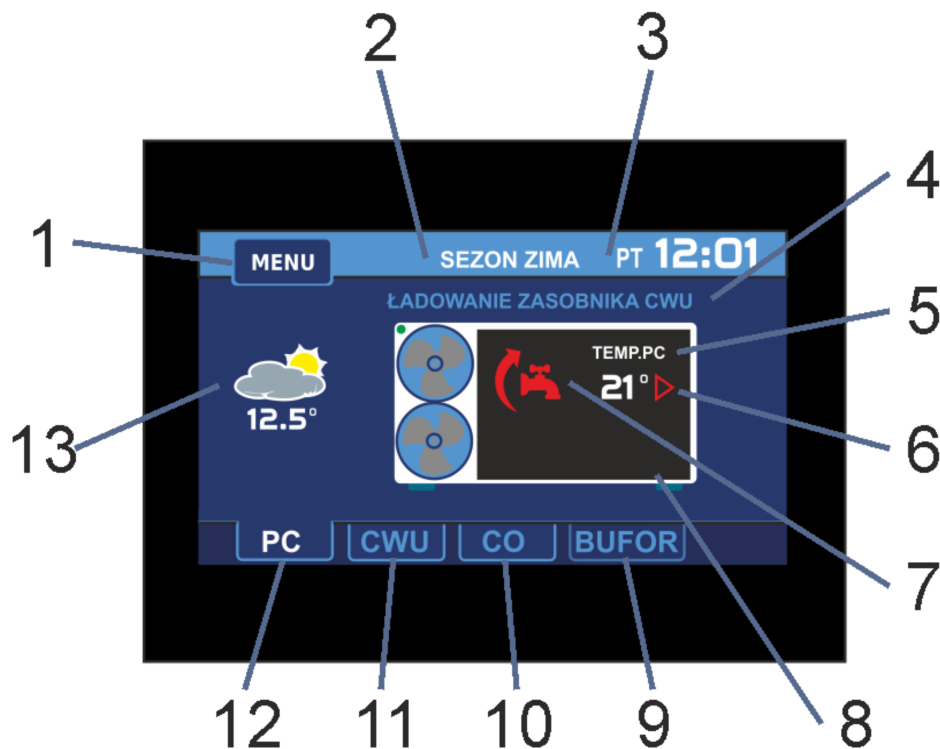 2 3
4
1
MENU SEZON ZIMA PT 12:01
ŁADOWANIE ZASOBNIKA CWU
5
TEMP.PC
21°
12.5°
13
6
PC CWU CO BUFOR
7
12 11 10 9 8